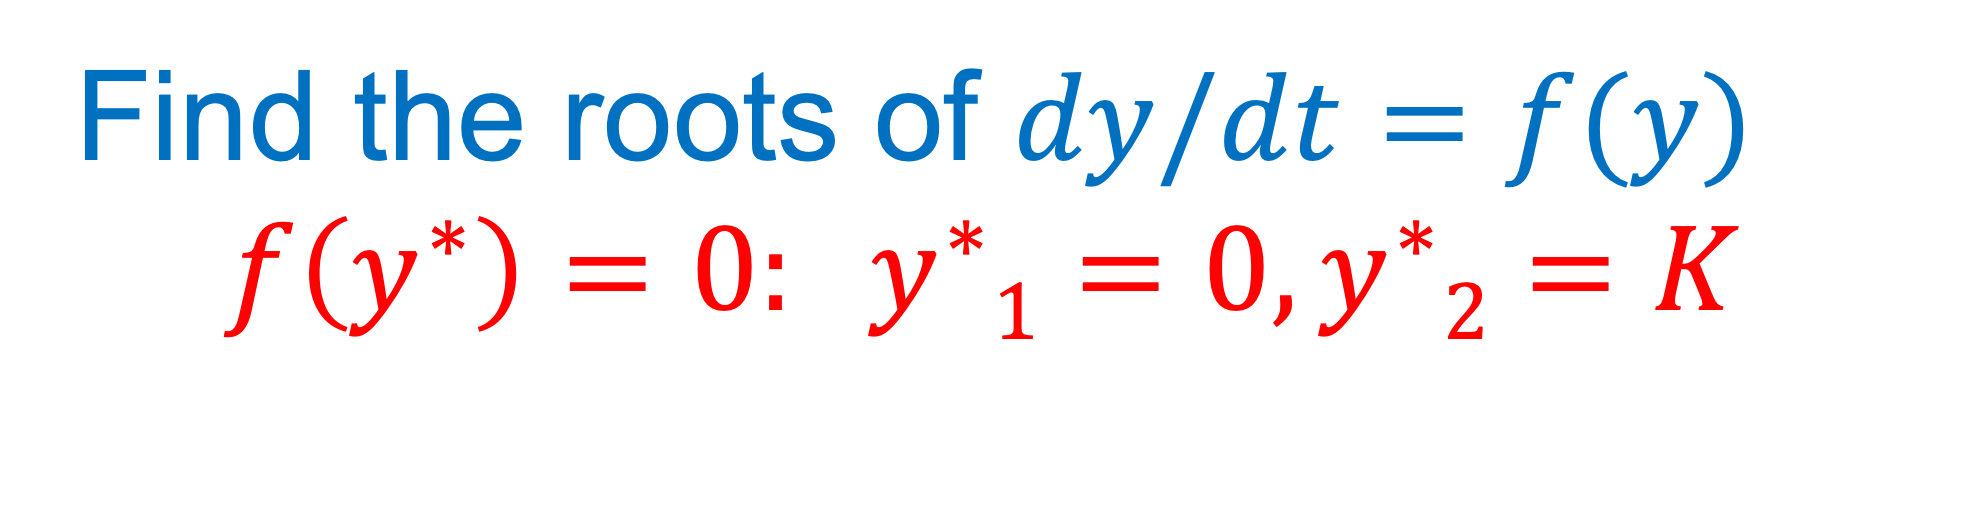 Find the roots of dy/dt = f(y)
f(y*) = 0: y*₁ = 0, y*₂ = K